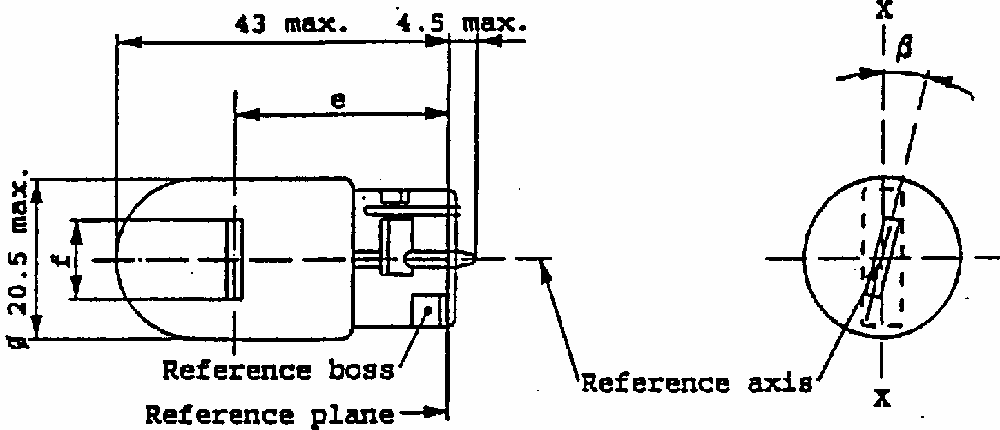 43 max.
4.5 max.
X
β
e
Ø 20.5 max.
f
Reference boss
Reference axis
Reference plane
X